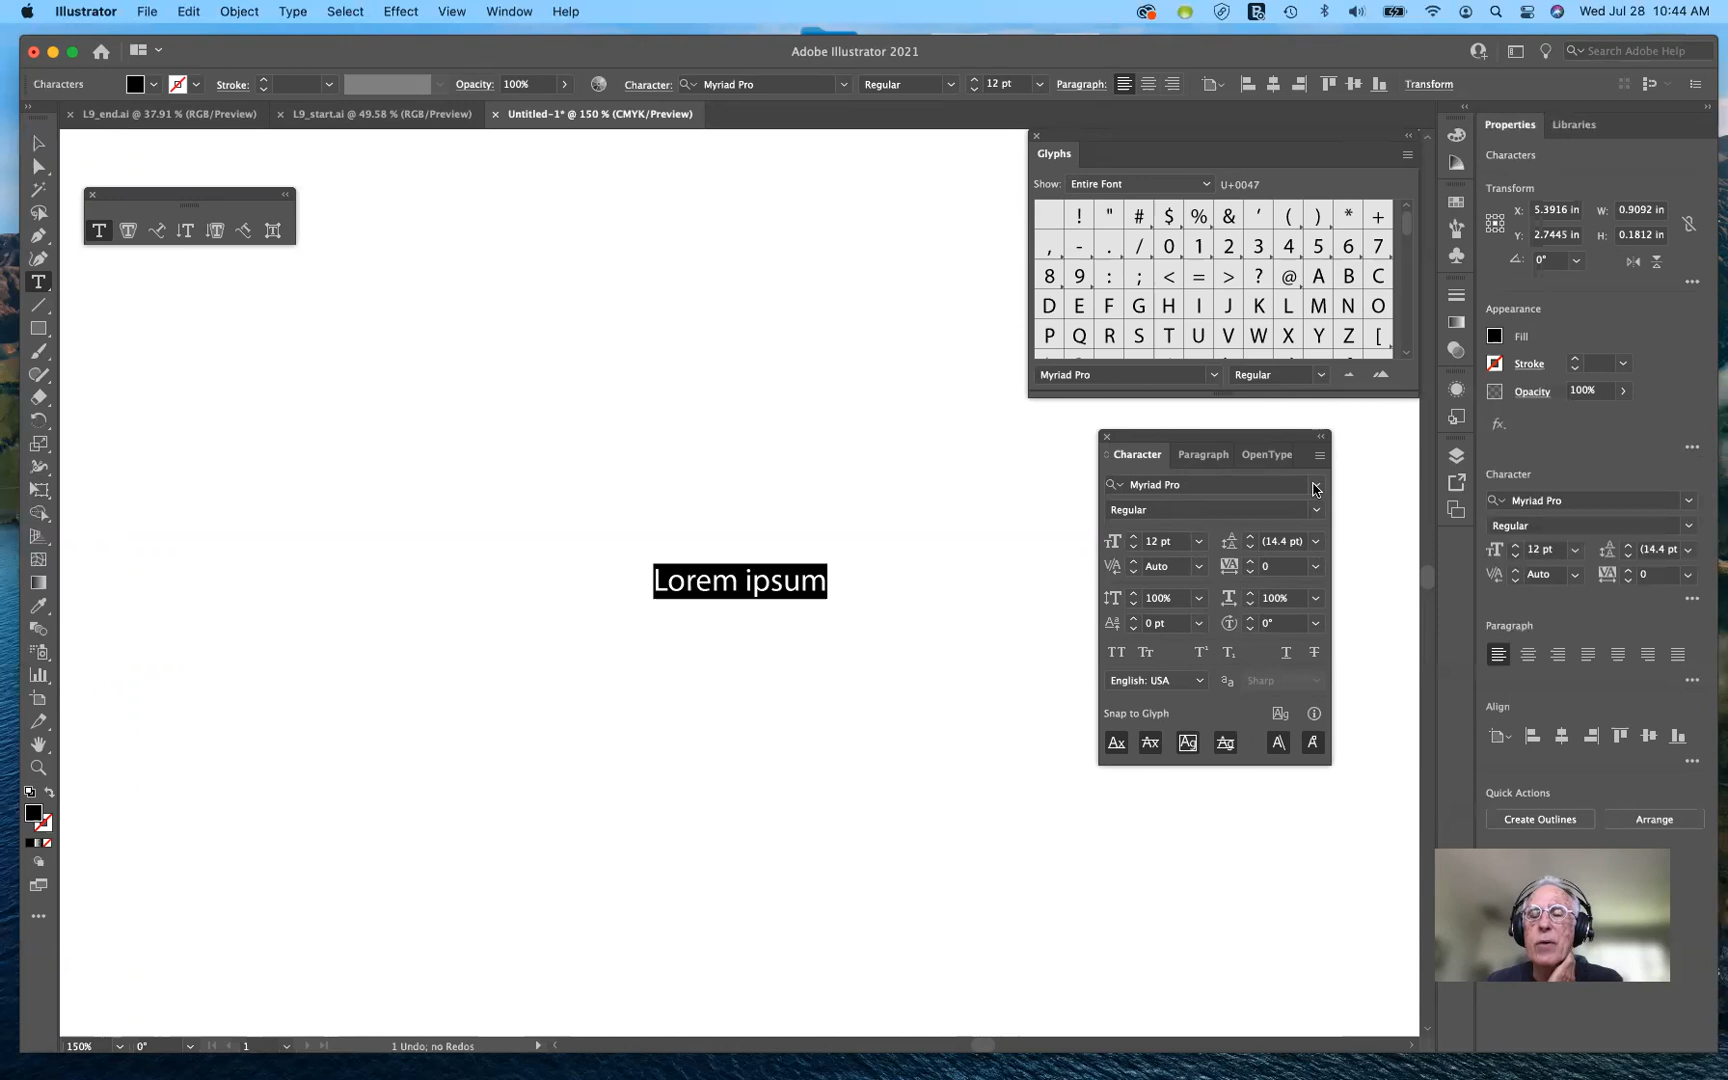 Illustrator File Edit Object Type Select Effect View Window Help Wed Jul 28 10:44 AM
Adobe Illustrator 2021 Search Adobe Help
Characters Stroke: Opacity: 100% Character: Myriad Pro Regular 12 pt Paragraph: Transform
L9_end.ai @ 37.91 % (RGB/Preview) L9_start.ai @ 49.58 % (RGB/Preview) Untitled-1* @ 150 % (CMYK/Preview)
Glyphs
Show: Entire Font U+0047
! " # $ % & ' ( ) * +
, - . / 0 1 2 3 4 5 6 7
8 9 : ; < = > ? @ A B C
D E F G H I J K L M N O
P Q R S T U V W X Y Z [
Myriad Pro Regular
Character Paragraph OpenType
Myriad Pro
Regular
12 pt (14.4 pt)
Auto 0
100% 100%
0 pt 0°
English: USA Sharp
Snap to Glyph
Lorem ipsum
Properties Libraries
Characters
Transform
X: 5.3916 in W: 0.9092 in
Y: 2.7445 in H: 0.1812 in
0°
Appearance
Fill
Stroke
Opacity 100%
Character
Myriad Pro
Regular
12 pt (14.4 pt
Auto 0
Paragraph
Align
Quick Actions
Create Outlines Arrange
150% 0° 1 1 Undo; no Redos